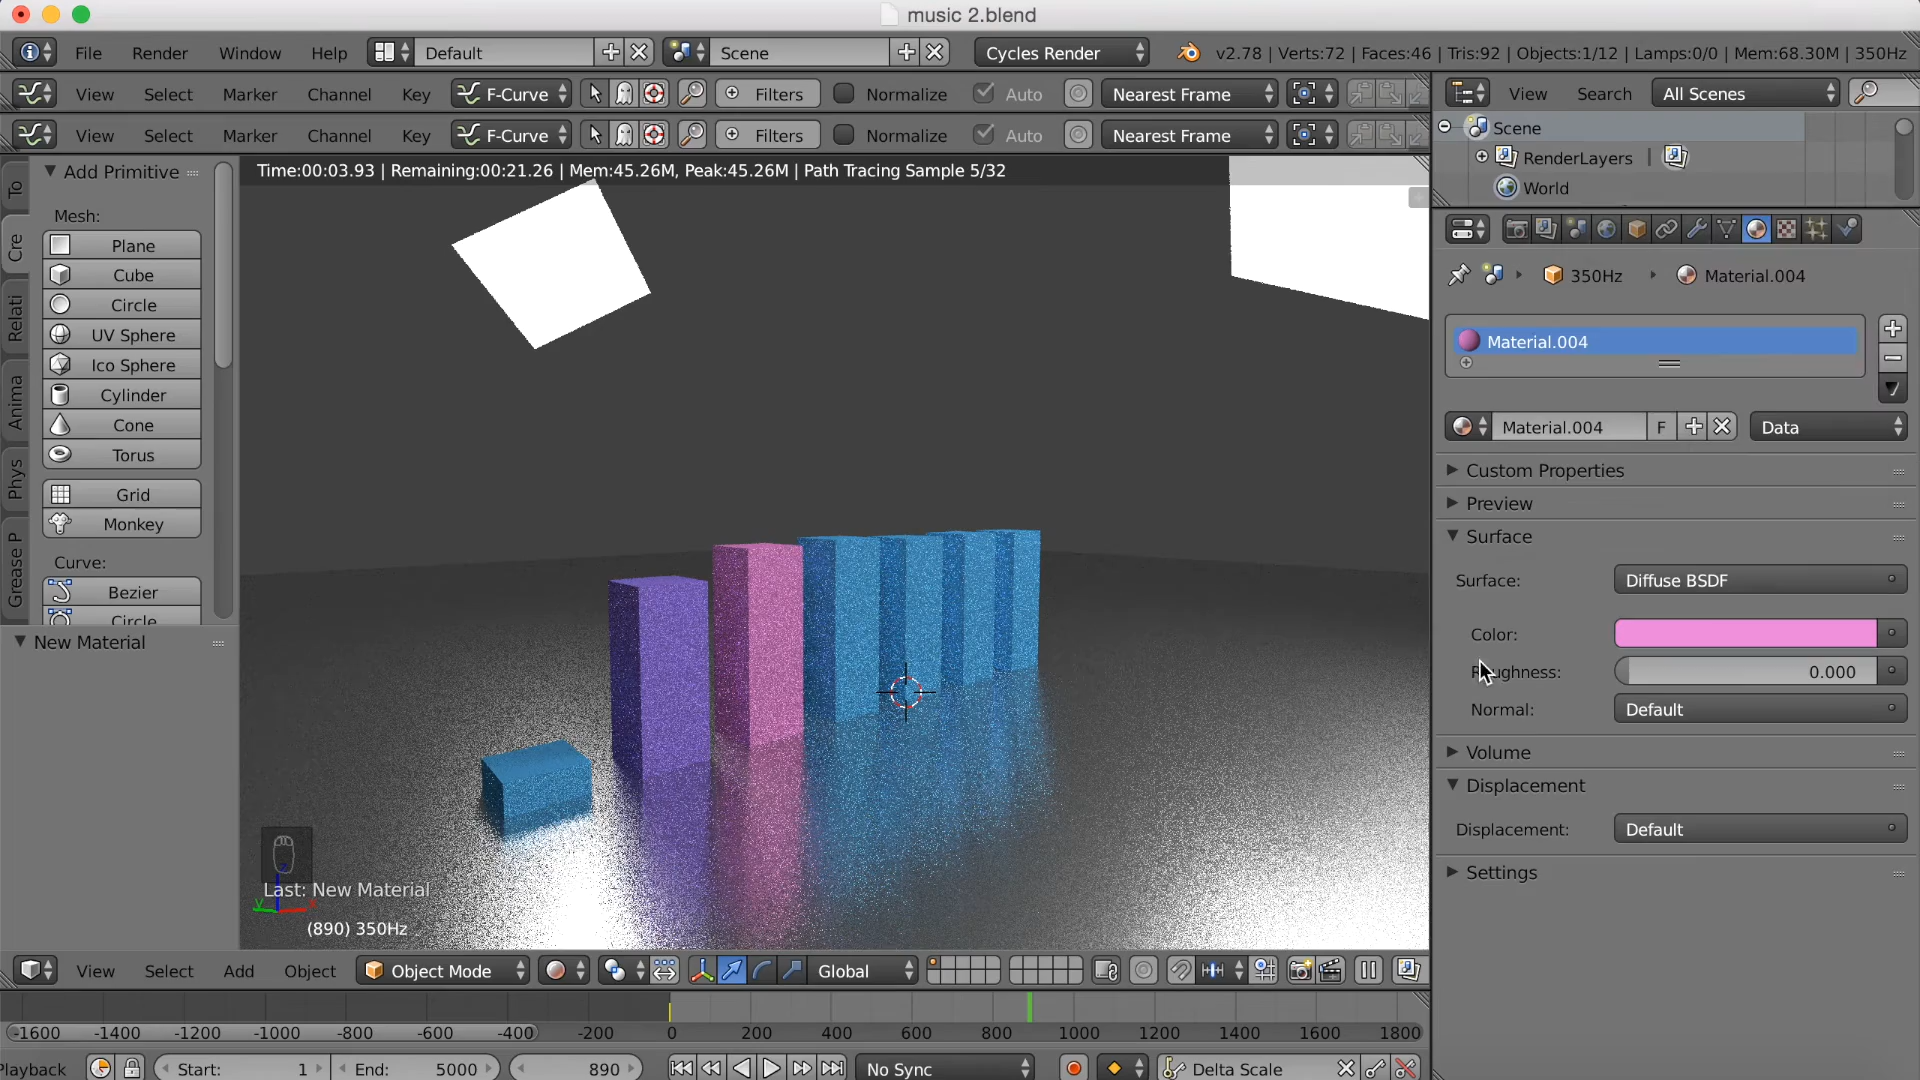 music 2.blend
File Render Window Help Default Scene Cycles Render v2.78 | Verts:72 | Faces:46 | Tris:92 | Objects:1/12 | Lamps:0/0 | Mem:68.30M | 350Hz
View Select Marker Channel Key F-Curve Filters Normalize Auto Nearest Frame View Search All Scenes
View Select Marker Channel Key F-Curve Filters Normalize Auto Nearest Frame
Scene
RenderLayers
World
Time:00:03.93 | Remaining:00:21.26 | Mem:45.26M, Peak:45.26M | Path Tracing Sample 5/32
To
Cre
Relati
Anima
Phys
Grease P
Add Primitive
Mesh:
Plane
Cube
Circle
UV Sphere
Ico Sphere
Cylinder
Cone
Torus
Grid
Monkey
Curve:
Bezier
Circle
New Material
Last: New Material
y
(890) 350Hz
350Hz Material.004
Material.004
Material.004 F Data
Custom Properties
Preview
Surface
Surface: Diffuse BSDF
Color:
Roughness: 0.000
Normal: Default
Volume
Displacement
Displacement: Default
Settings
View Select Add Object Object Mode Global
-1600 -1400 -1200 -1000 -800 -600 -400 -200 0 200 400 600 800 1000 1200 1400 1600 1800
Playback Start: 1 End: 5000 890 No Sync Delta Scale